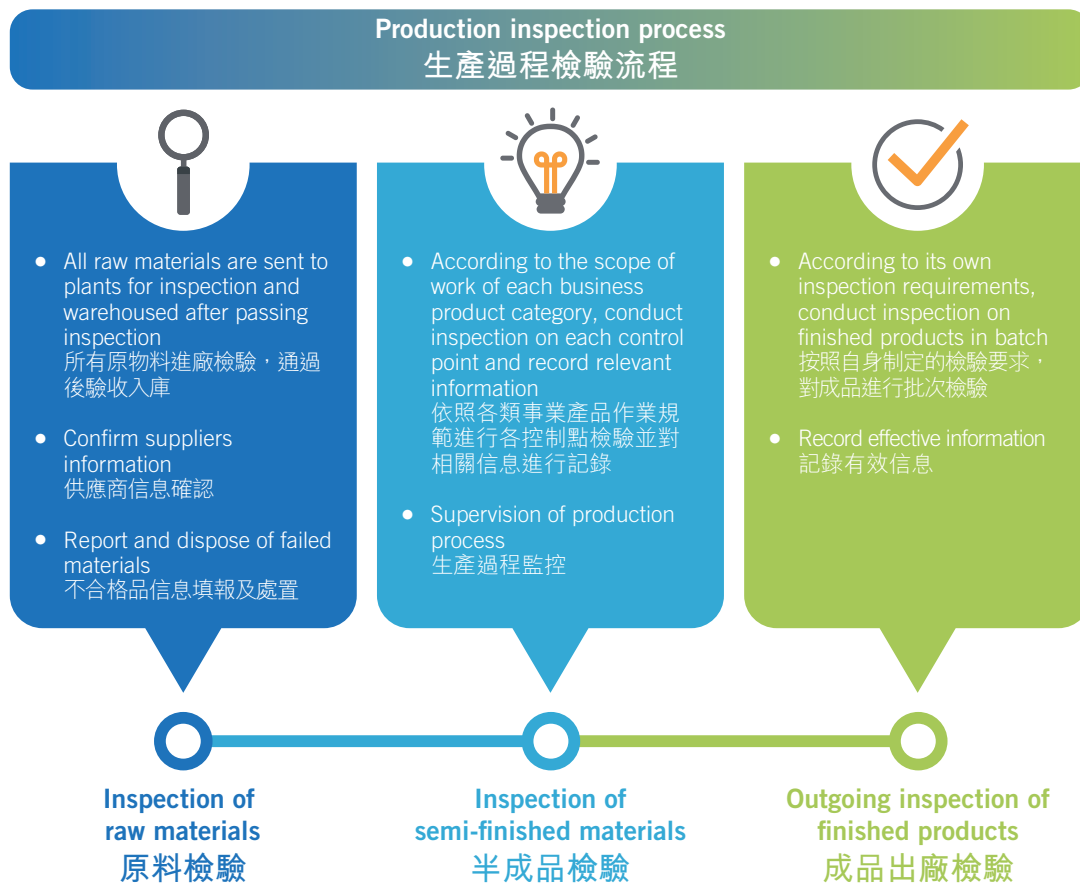 Production inspection process
生產過程檢驗流程
All raw materials are sent to
plants for inspection and
warehoused after passing
inspection
所有原物料進廠檢驗，通過
後驗收入庫
Confirm suppliers
information
供應商信息確認
Report and dispose of failed
materials
不合格品信息填報及處置
According to the scope of
work of each business
product category, conduct
inspection on each control
point and record relevant
information
依照各類事業產品作業規
範進行各控制點檢驗並對
相關信息進行記錄
Supervision of production
process
生產過程監控
According to its own
inspection requirements,
conduct inspection on
finished products in batch
按照自身制定的檢驗要求，
對成品進行批次檢驗
Record effective information
記錄有效信息
Inspection of
raw materials
原料檢驗
Inspection of
semi-finished materials
半成品檢驗
Outgoing inspection of
finished products
成品出廠檢驗